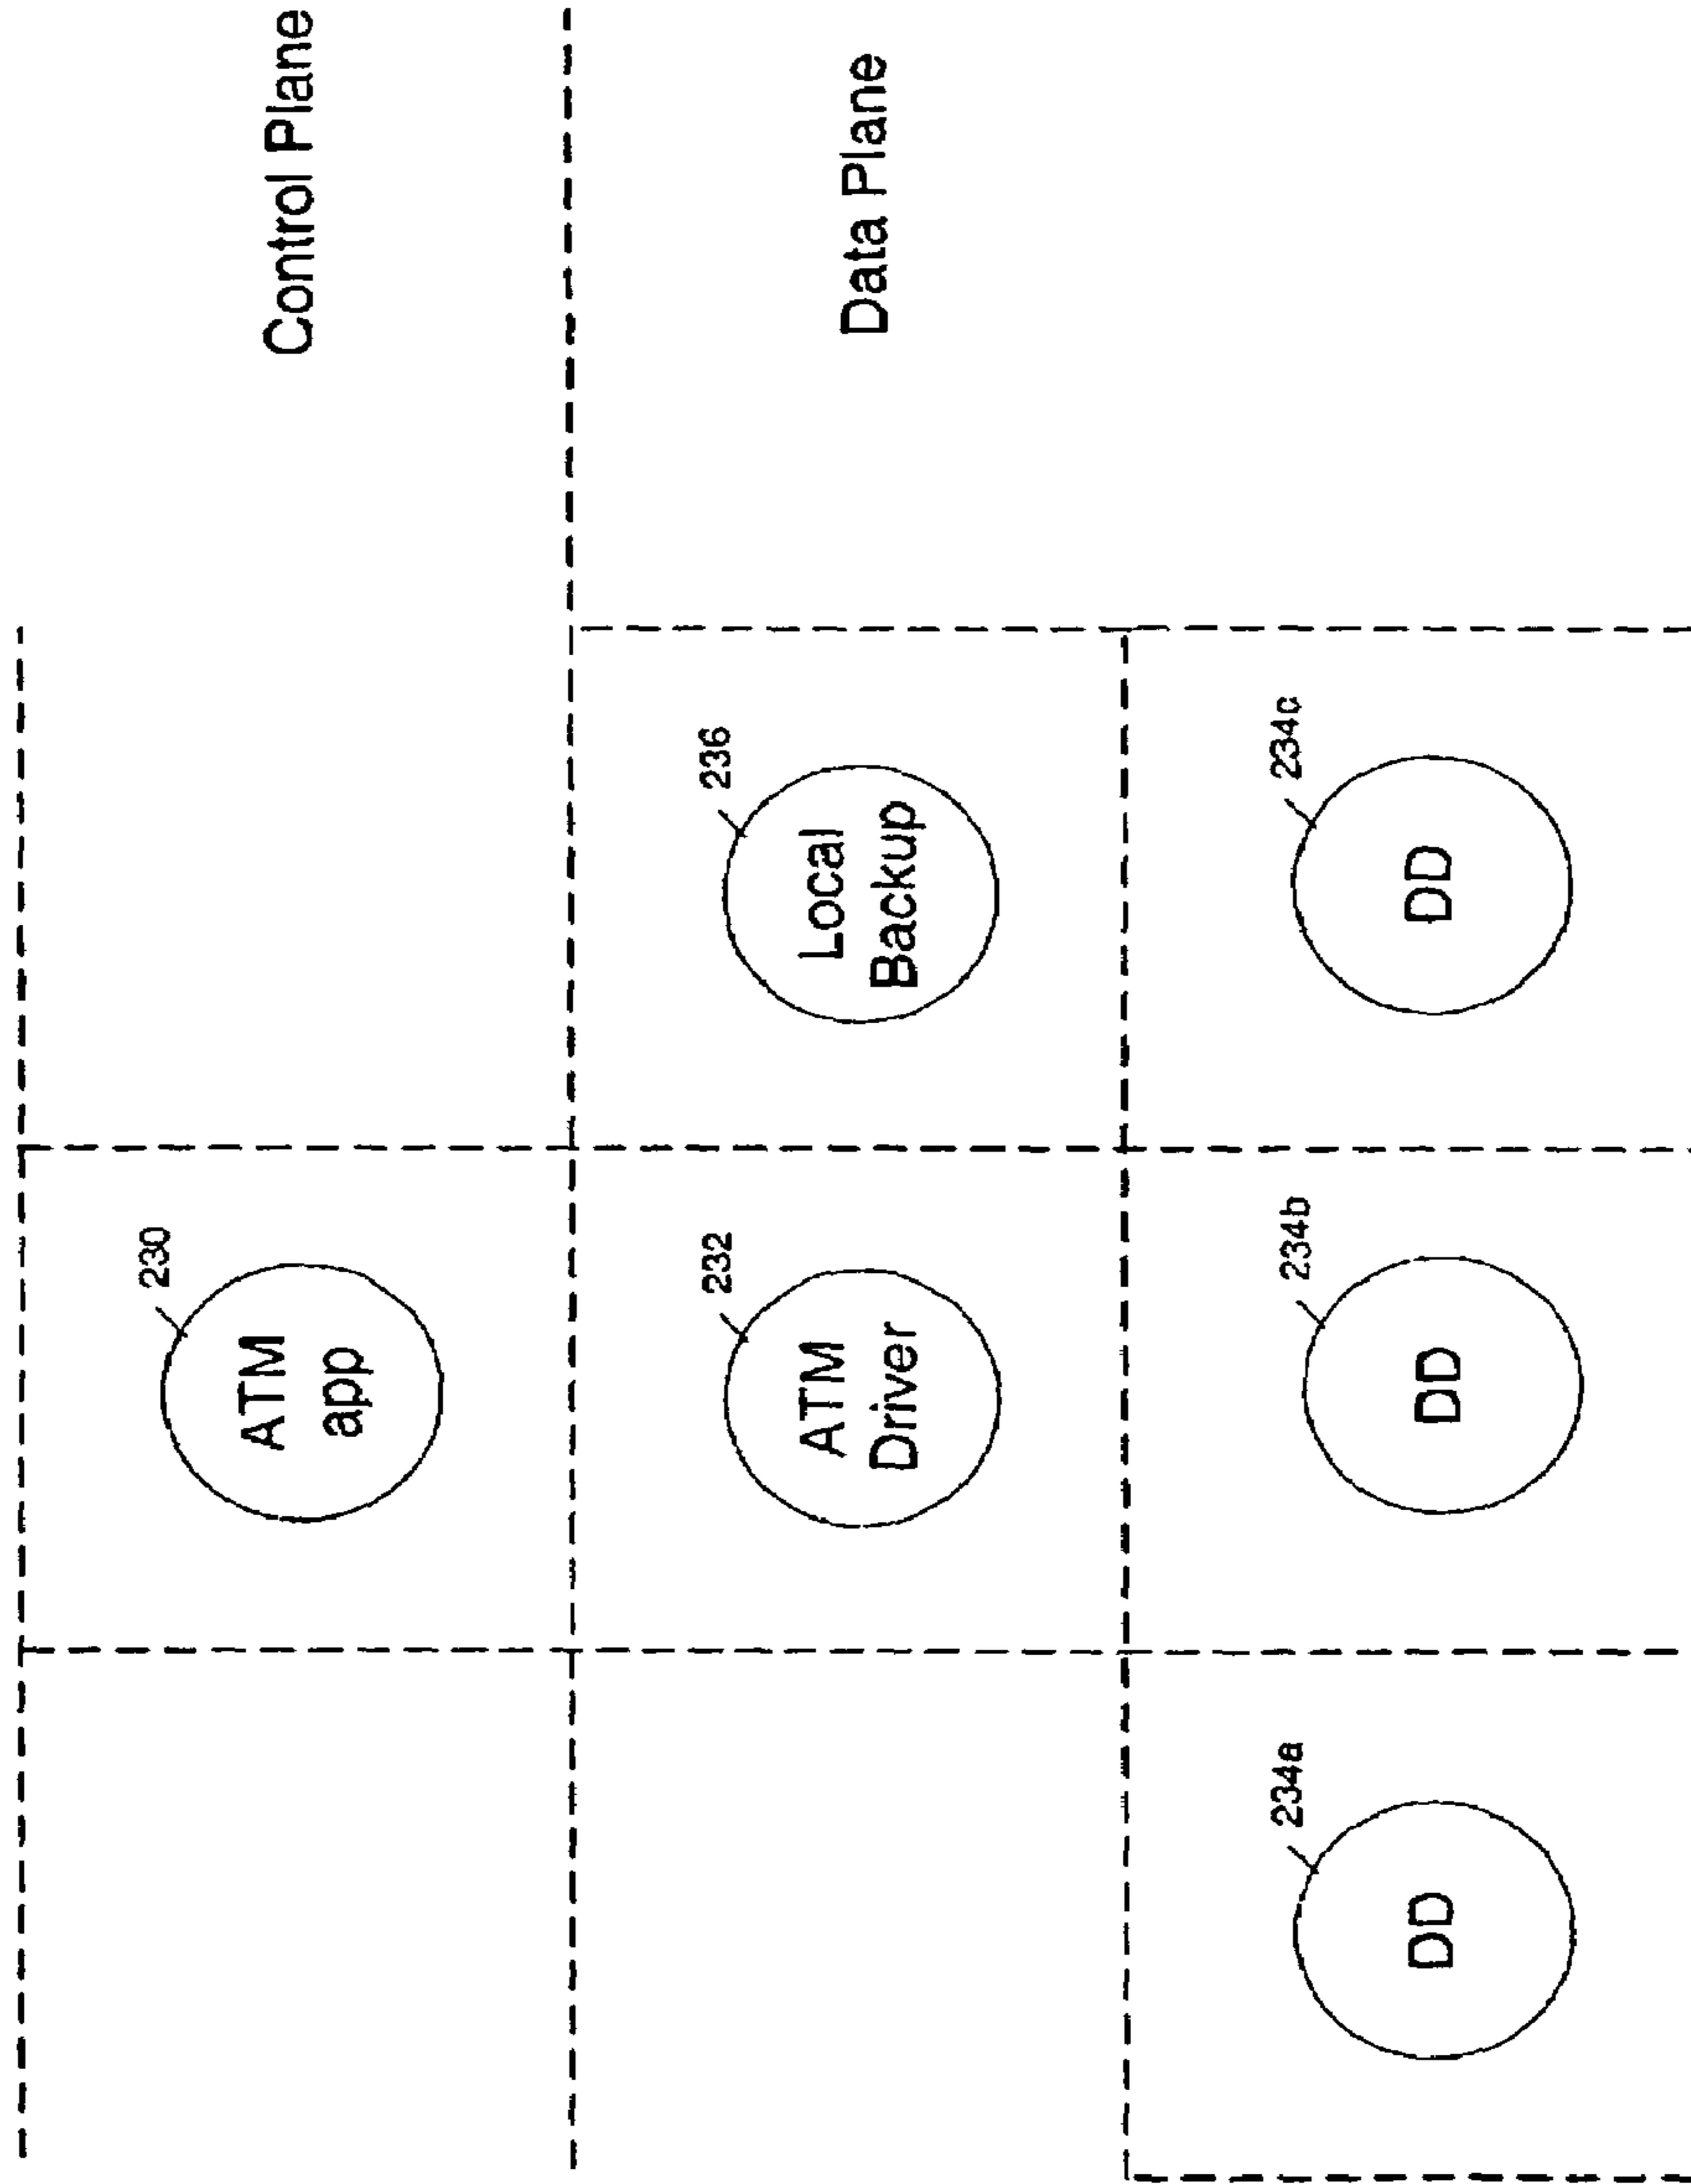 230
ATM
app
Control Plane
232
ATM
Driver
236
Local
Backup
Data Plane
234a
DD
234b
DD
234c
DD